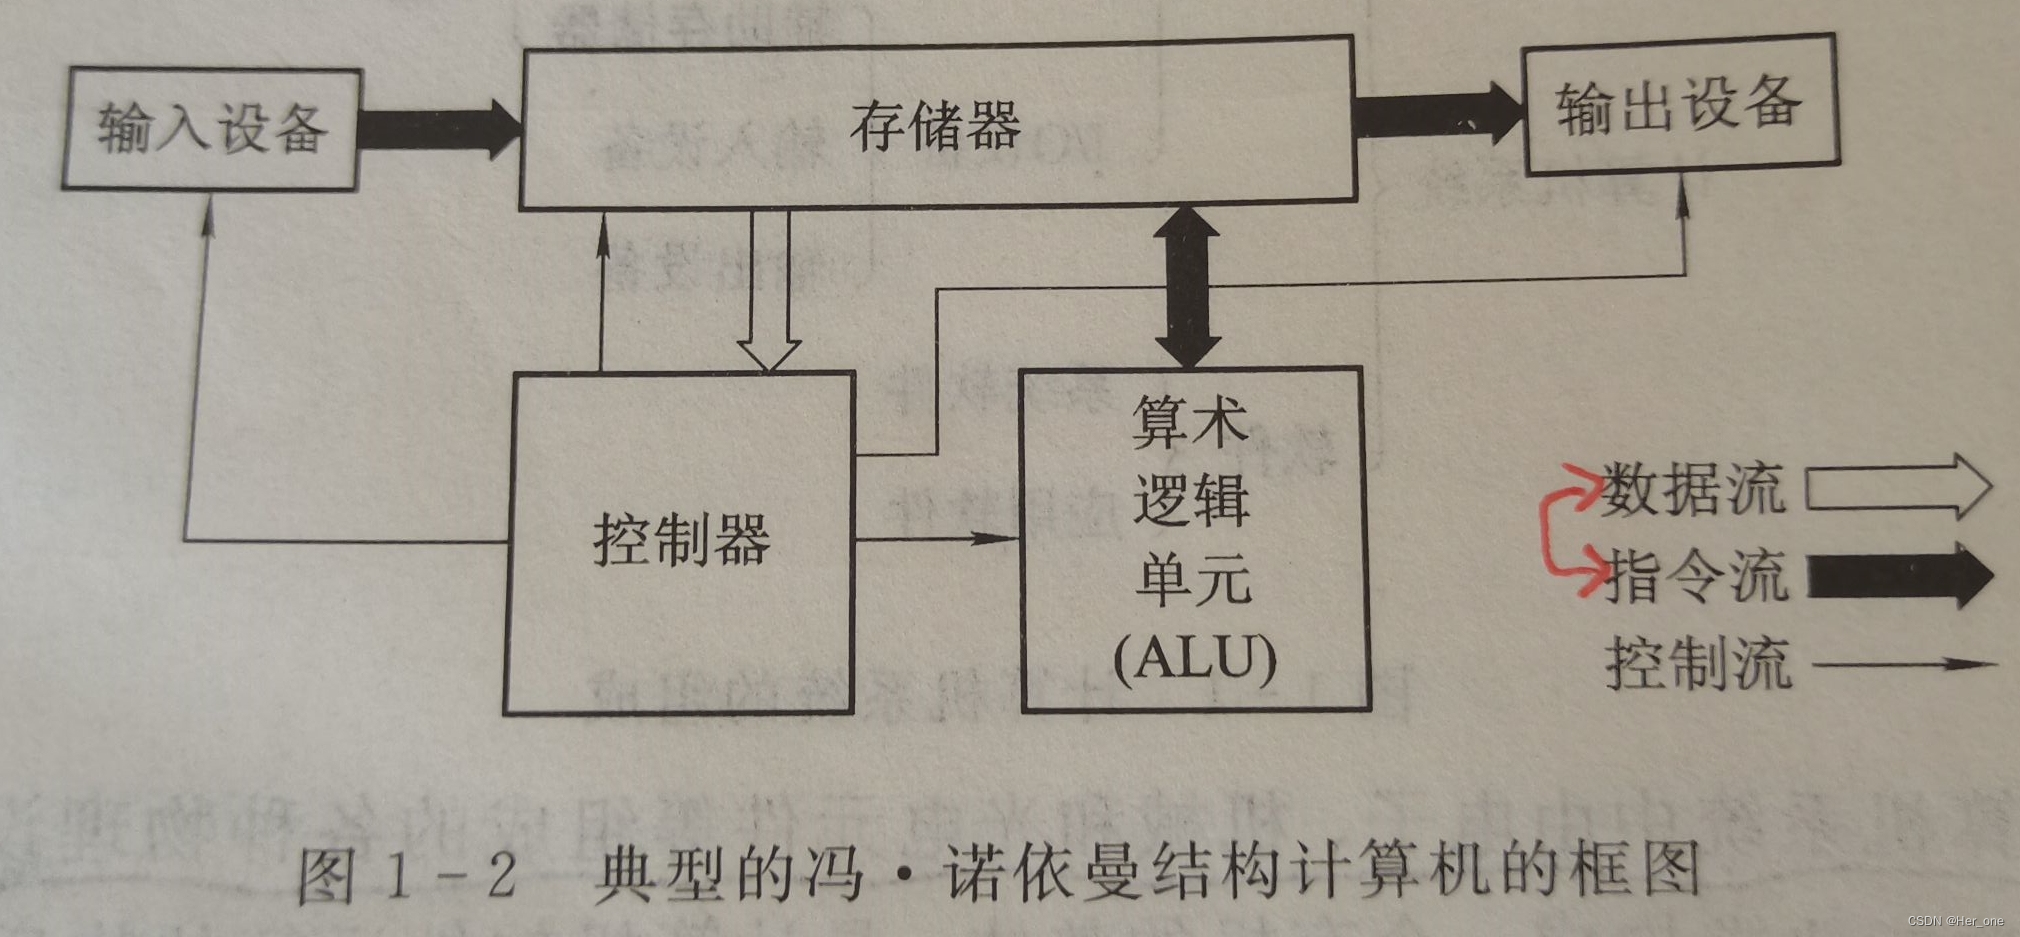 输入设备
存储器
输出设备
控制器
算术
逻辑
单元
(ALU)
数据流
指令流
控制流
图 1-2 典型的冯·诺依曼结构计算机的框图
CSDN @Her_one